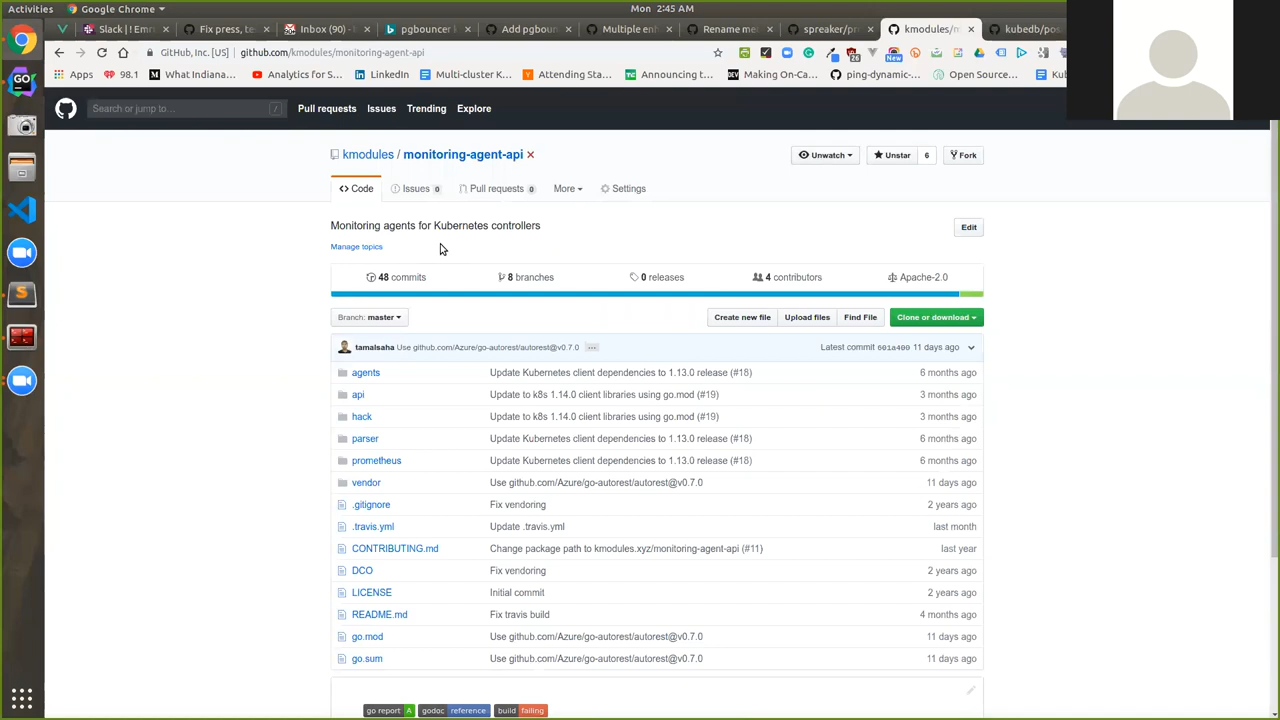 Activities Google Chrome Mon 2:45 AM
Slack | ! Emru Fix press, te Inbox (90) - bpgbouncer k Add pgbou Multiple enh Rename me spreaker/pr kmodules/m kubedb/pos
GitHub, Inc. [US] github.com/kmodules/monitoring-agent-api 26 New
Apps 98.1 What Indiana... Analytics for S... LinkedIn Multi-cluster K... Attending Sta... Announcing t... Making On-Ca... ping-dynamic-... Open Source...
Search or jump to... / Pull requests Issues Trending Explore
kmodules / monitoring-agent-api Unwatch Unstar 6 Fork
Code Issues 0 Pull requests 0 More Settings
Monitoring agents for Kubernetes controllers Edit
Manage topics
48 commits 8 branches 0 releases 4 contributors Apache-2.0
Branch: master Create new file Upload files Find File Clone or download
tamalsaha Use github.com/Azure/go-autorest/autorest@v0.7.0 ... Latest commit 601a400 11 days ago
agents Update Kubernetes client dependencies to 1.13.0 release (#18) 6 months ago
api Update to k8s 1.14.0 client libraries using go.mod (#19) 3 months ago
hack Update to k8s 1.14.0 client libraries using go.mod (#19) 3 months ago
parser Update Kubernetes client dependencies to 1.13.0 release (#18) 6 months ago
prometheus Update Kubernetes client dependencies to 1.13.0 release (#18) 6 months ago
vendor Use github.com/Azure/go-autorest/autorest@v0.7.0 11 days ago
.gitignore Fix vendoring 2 years ago
.travis.yml Update .travis.yml last month
CONTRIBUTING.md Change package path to kmodules.xyz/monitoring-agent-api (#11) last year
DCO Fix vendoring 2 years ago
LICENSE Initial commit 2 years ago
README.md Fix travis build 4 months ago
go.mod Use github.com/Azure/go-autorest/autorest@v0.7.0 11 days ago
go.sum Use github.com/Azure/go-autorest/autorest@v0.7.0 11 days ago
go report A godoc reference build failing